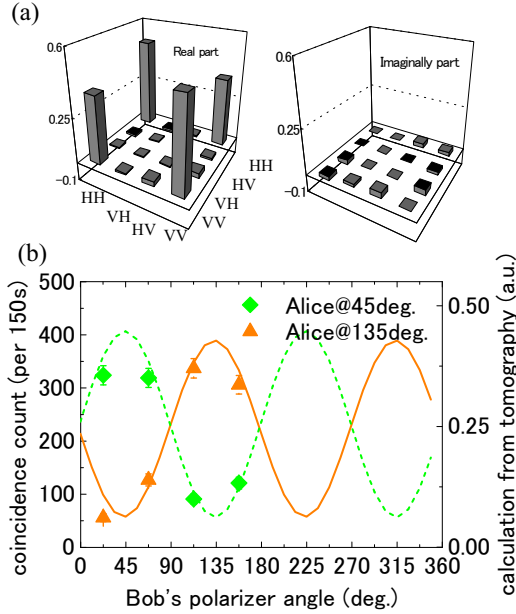 (a)
0.6
Real part
0.25
−0.1
HH
VH
HV
VV
HH
HV
VH
VV
0.6
Imaginally part
0.25
−0.1
(b)
500
400
300
200
100
0
coincidence count (per 150s)
Alice@45deg.
Alice@135deg.
0.50
0.25
0.00
calculation from tomography (a.u.)
0 45 90 135 180 225 270 315 360
Bob's polarizer angle (deg.)